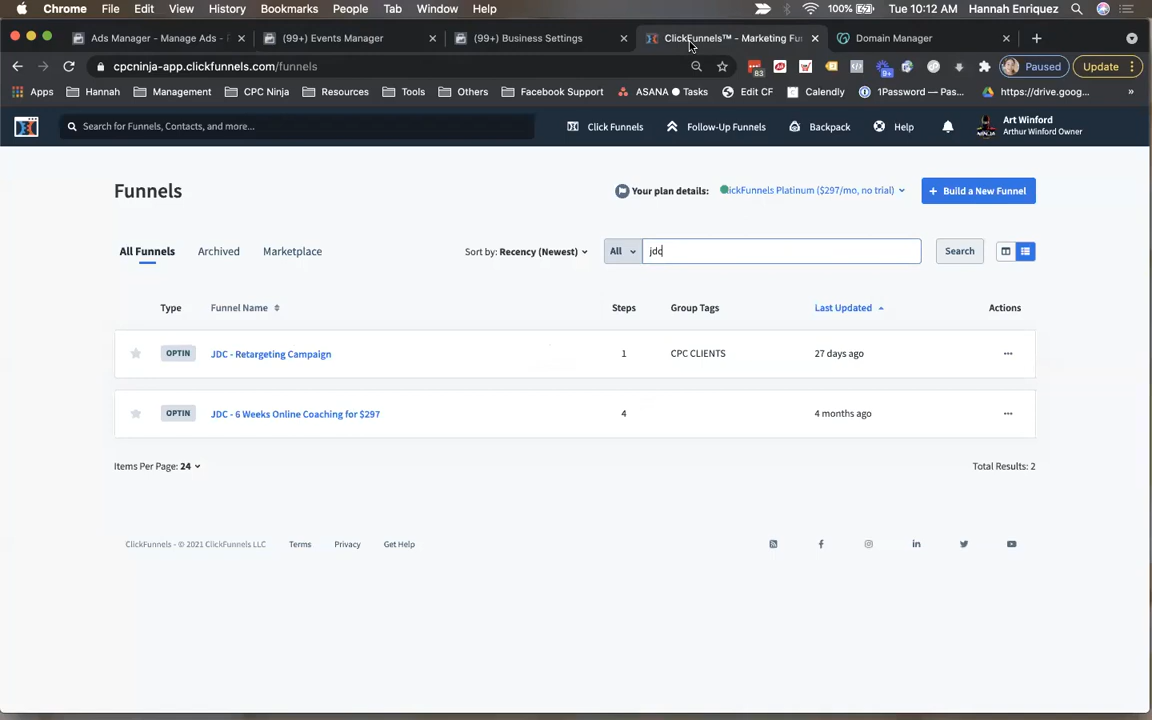 Chrome File Edit View History Bookmarks People Tab Window Help 100% Tue 10:12 AM Hannah Enriquez
Ads Manager - Manage Ads - (99+) Events Manager (99+) Business Settings ClickFunnels™ - Marketing Fu Domain Manager
cpcninja-app.clickfunnels.com/funnels 83 9+ Paused Update
Apps Hannah Management CPC Ninja Resources Tools Others Facebook Support ASANA Tasks Edit CF Calendly 1Password — Pas... https://drive.goog... »
Search for Funnels, Contacts, and more... Click Funnels Follow-Up Funnels Backpack Help Art Winford
Arthur Winford Owner
Funnels Your plan details: ClickFunnels Platinum ($297/mo, no trial) + Build a New Funnel
All Funnels Archived Marketplace Sort by: Recency (Newest) All jdc Search
Type Funnel Name Steps Group Tags Last Updated Actions
OPTIN JDC - Retargeting Campaign 1 CPC CLIENTS 27 days ago ···
OPTIN JDC - 6 Weeks Online Coaching for $297 4 4 months ago ···
Items Per Page: 24 Total Results: 2
ClickFunnels - © 2021 ClickFunnels LLC Terms Privacy Get Help